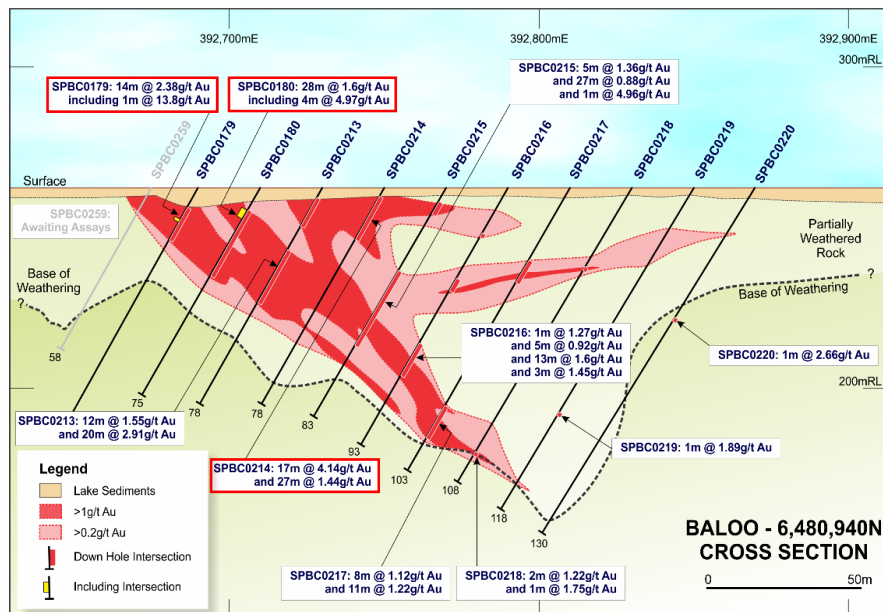 392,700mE
392,800mE
392,900mE
300mRL
SPBC0179: 14m @ 2.38g/t Au
including 1m @ 13.8g/t Au
SPBC0180: 28m @ 1.6g/t Au
including 4m @ 4.97g/t Au
SPBC0215: 5m @ 1.36g/t Au
and 27m @ 0.88g/t Au
and 1m @ 4.96g/t Au
SPBC0259
SPBC0179
SPBC0180
SPBC0213
SPBC0214
SPBC0215
SPBC0216
SPBC0217
SPBC0218
SPBC0219
SPBC0220
Surface
SPBC0259:
Awaiting Assays
Partially
Weathered
Rock
Base of
Weathering
?
Base of Weathering
?
SPBC0216: 1m @ 1.27g/t Au
and 5m @ 0.92g/t Au
and 13m @ 1.6g/t Au
and 3m @ 1.45g/t Au
SPBC0220: 1m @ 2.66g/t Au
58
200mRL
75
78
78
83
93
103
108
118
130
SPBC0213: 12m @ 1.55g/t Au
and 20m @ 2.91g/t Au
SPBC0219: 1m @ 1.89g/t Au
SPBC0214: 17m @ 4.14g/t Au
and 27m @ 1.44g/t Au
Legend
Lake Sediments
>1g/t Au
>0.2g/t Au
Down Hole Intersection
Including Intersection
SPBC0217: 8m @ 1.12g/t Au
and 11m @ 1.22g/t Au
SPBC0218: 2m @ 1.22g/t Au
and 1m @ 1.75g/t Au
BALOO - 6,480,940N
CROSS SECTION
0
50m